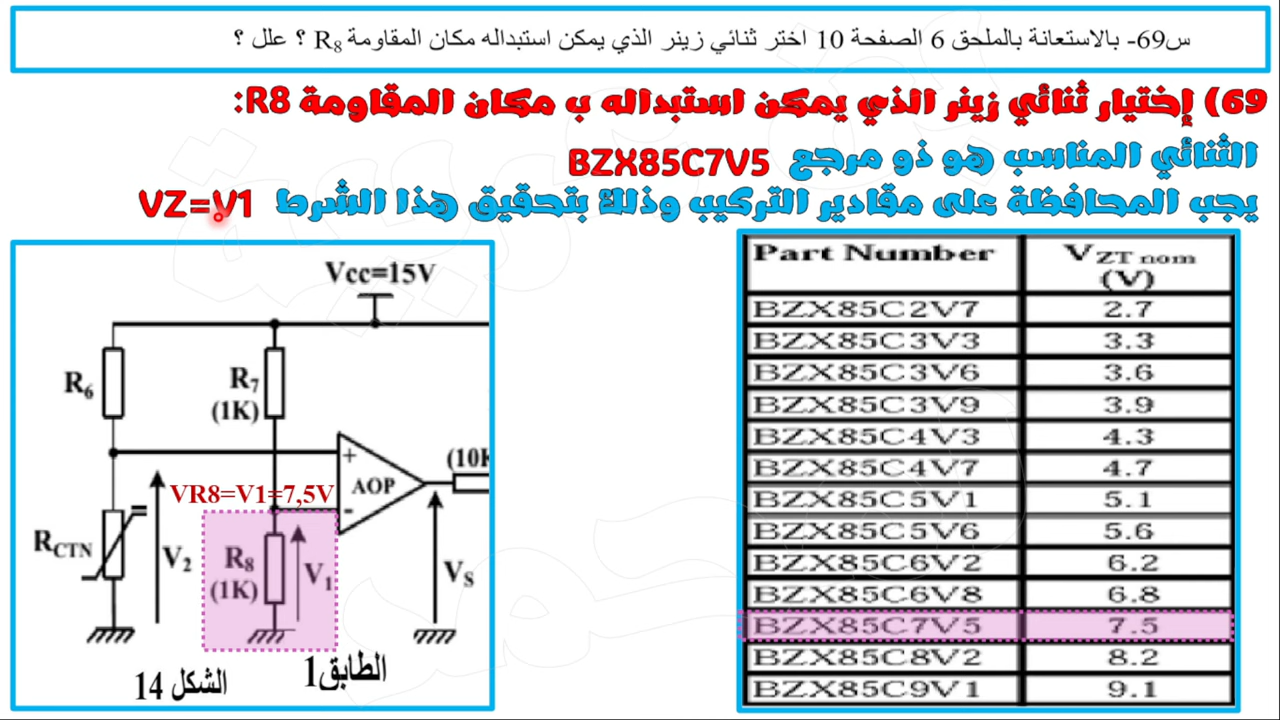 س69- بالاستعانة بالملحق 6 الصفحة 10 اختر ثنائي زينر الذي يمكن استبداله مكان المقاومة R8 ؟ علل ؟
69) إختيار ثنائي زينر الذي يمكن استبداله ب مكان المقاومة R8:
الثنائي المناسب هو ذو مرجع BZX85C7V5
يجب المحافظة على مقادير التركيب وذلك بتحقيق هذا الشرط VZ=V1
Vcc=15V
R6
R7
(1K)
+
AOP
-
(10K
VR8=V1=7,5V
RCTN
V2
R8
(1K)
V1
VS
الطابق1
الشكل 14
Part Number VZT nom (V)
BZX85C2V7 2.7
BZX85C3V3 3.3
BZX85C3V6 3.6
BZX85C3V9 3.9
BZX85C4V3 4.3
BZX85C4V7 4.7
BZX85C5V1 5.1
BZX85C5V6 5.6
BZX85C6V2 6.2
BZX85C6V8 6.8
BZX85C7V5 7.5
BZX85C8V2 8.2
BZX85C9V1 9.1